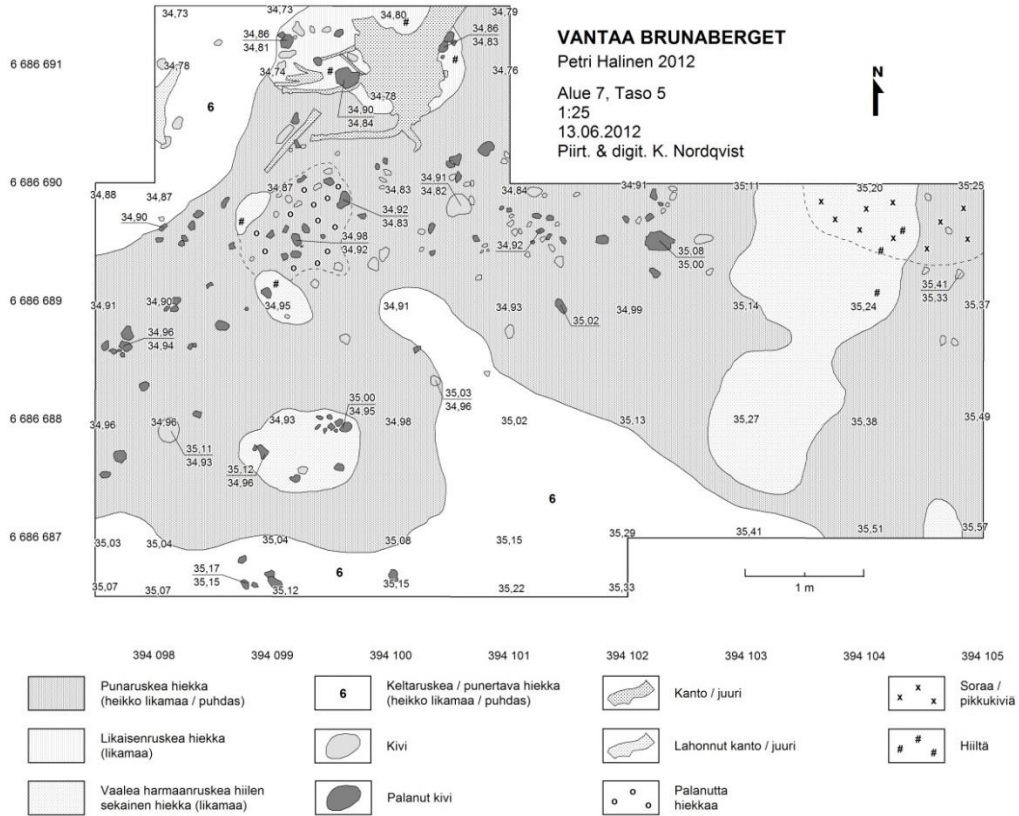 VANTAA BRUNABERGET
Petri Halinen 2012
Alue 7, Taso 5
1:25
13.06.2012
Piirt. & digit. K. Nordqvist
N
34,73 34,73 34,80 34,79
34,86 34,86
34,81 # 34,83
6 686 691
34,78 34,74 # # 34,76
6 34,78
34,90
34,84
6 686 690
34,88 34,87 34,87 34,83 34,91 34,84 34,91 35,11 35,20 35,25
34,82
34,90 34,92
34,83
34,98
34,92
34,92 35,08
35,00
35,41
35,33
6 686 689
34,91 34,90 34,95 34,91 34,93 34,99 35,14 35,24 35,37
35,02
34,96
34,94
35,03
34,96
35,00
34,95
6 686 688
34,96 34,96 34,93 34,98 35,02 35,13 35,27 35,38 35,49
35,11
34,93
35,12
34,96
6
6 686 687
35,03 35,04 35,04 35,08 35,15 35,29 35,41 35,51 35,57
35,17
35,15
6
35,07 35,07 35,12 35,15 35,22 35,33
1 m
394 098 394 099 394 100 394 101 394 102 394 103 394 104 394 105
Punaruskea hiekka
(heikko likamaa / puhdas)
Likaisenruskea hiekka
(likamaa)
Vaalea harmaanruskea hiilen
sekainen hiekka (likamaa)
6
Keltaruskea / punertava hiekka
(heikko likamaa / puhdas)
Kivi
Palanut kivi
Kanto / juuri
Lahonnut kanto / juuri
o o o
Palanutta
hiekkaa
x x x
Soraa /
pikkukiviä
# # #
Hiiltä